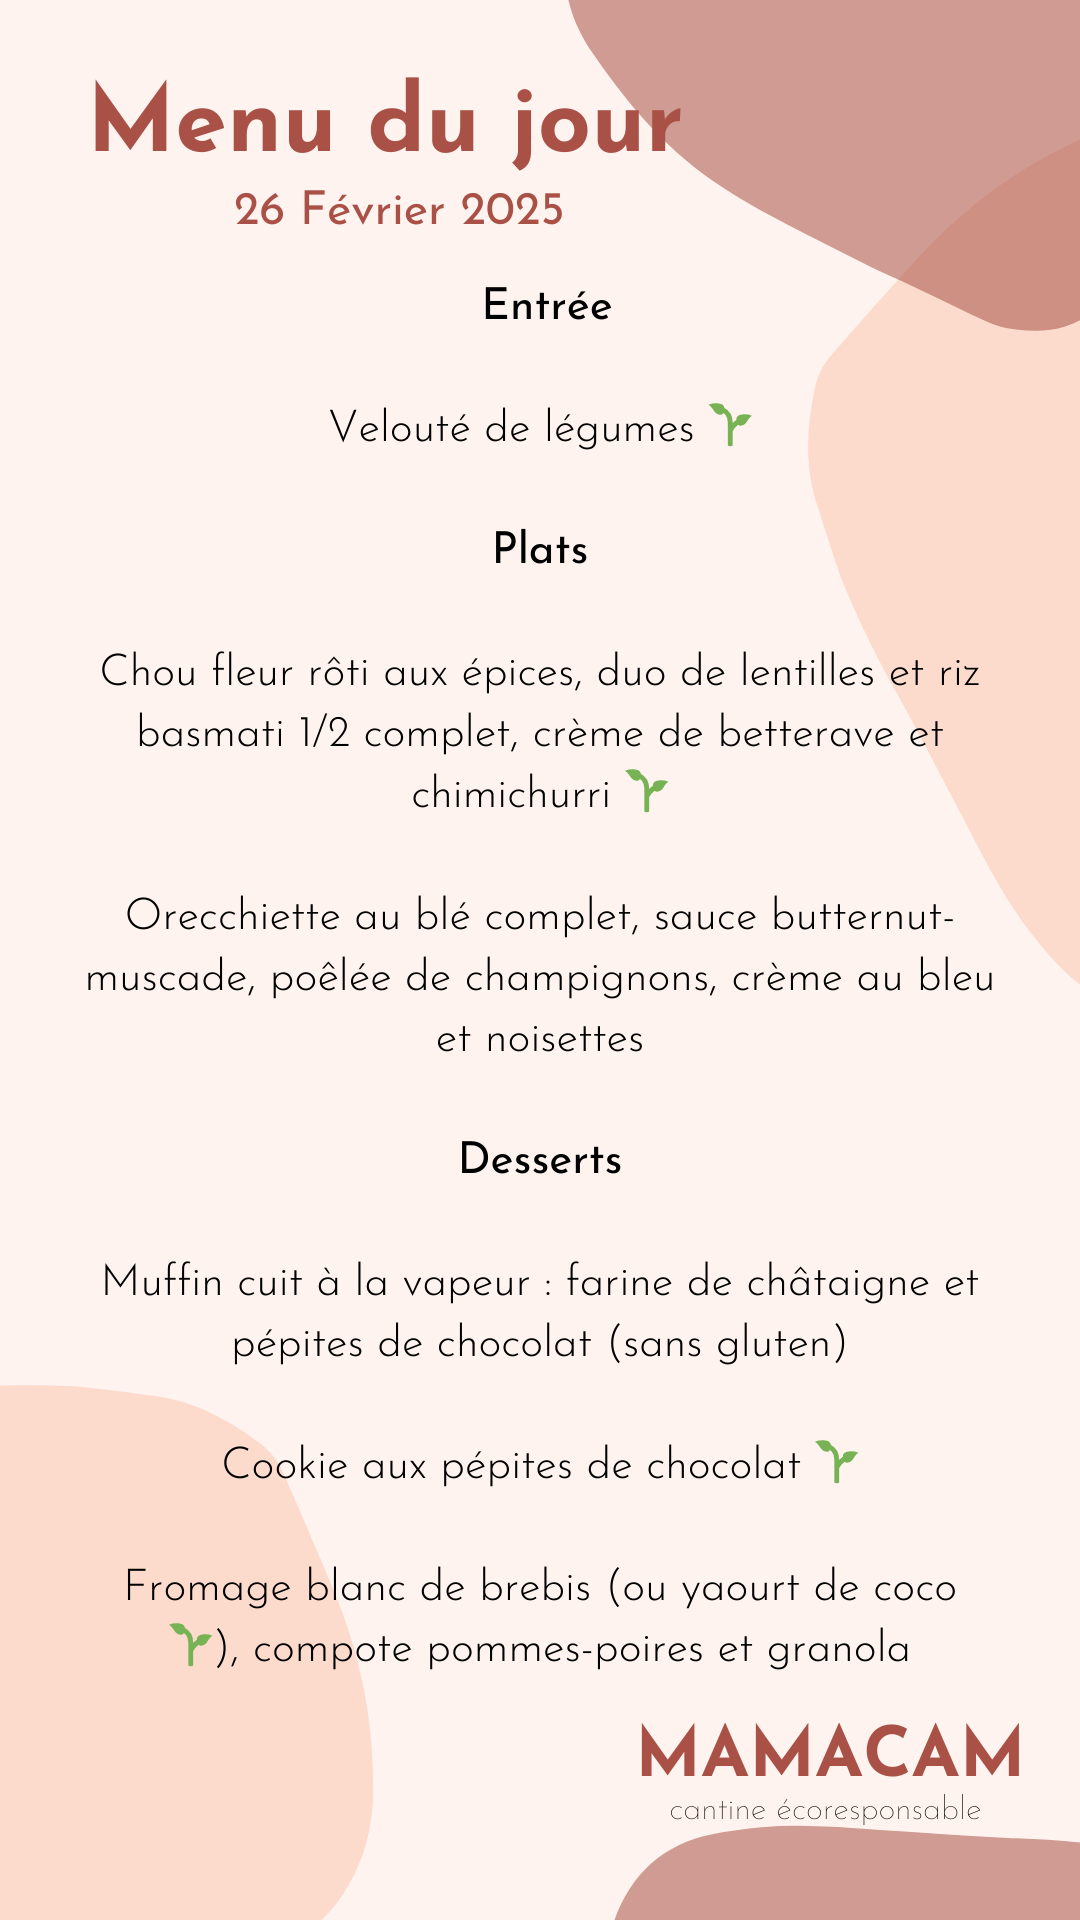 Menu du jour
26 Février 2025
Entrée
Velouté de légumes 🌱
Plats
Chou fleur rôti aux épices, duo de lentilles et riz
basmati 1/2 complet, crème de betterave et
chimichurri 🌱
Orecchiette au blé complet, sauce butternut-
muscade, poêlée de champignons, crème au bleu
et noisettes
Desserts
Muffin cuit à la vapeur : farine de châtaigne et
pépites de chocolat (sans gluten)
Cookie aux pépites de chocolat 🌱
Fromage blanc de brebis (ou yaourt de coco
🌱), compote pommes-poires et granola
MAMACAM
cantine écoresponsable